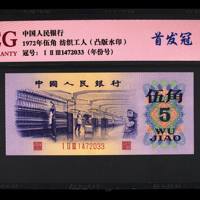 CG
RANTY
中国人民银行
1972年伍角 纺织工人（凸版水印）
冠号：I II III1472033（年份号）
首发冠
中国人民银行
伍角
5
WU
JIAO
I II III 1472033